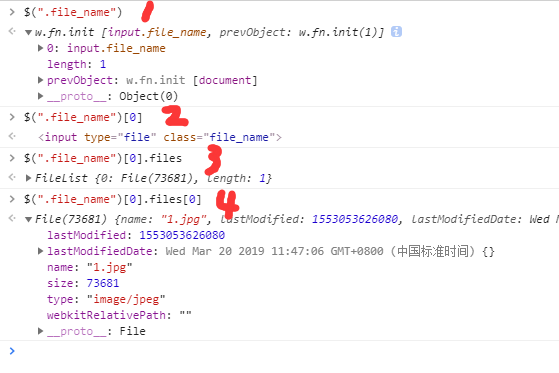 > $(".file_name") 1
<· ▼w.fn.init [input.file_name, prevObject: w.fn.init(1)] i
▶ 0: input.file_name
length: 1
▶ prevObject: w.fn.init [document]
▶ __proto__: Object(0)
> $(".file_name")[0] 2
<· <input type="file" class="file_name">
> $(".file_name")[0].files 3
<· ▶ FileList {0: File(73681), length: 1}
> $(".file_name")[0].files[0] 4
<· ▼File(73681) {name: "1.jpg", lastModified: 1553053626080, lastModifiedDate: Wed
lastModified: 1553053626080
▶ lastModifiedDate: Wed Mar 20 2019 11:47:06 GMT+0800 (中国标准时间) {}
name: "1.jpg"
size: 73681
type: "image/jpeg"
webkitRelativePath: ""
▶ __proto__: File
>